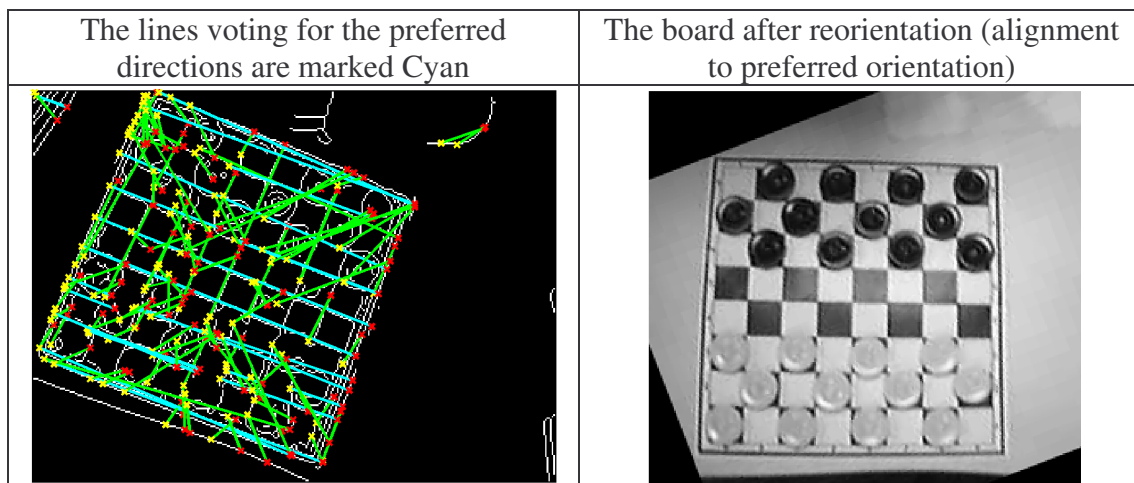 The lines voting for the preferred
directions are marked Cyan
The board after reorientation (alignment
to preferred orientation)